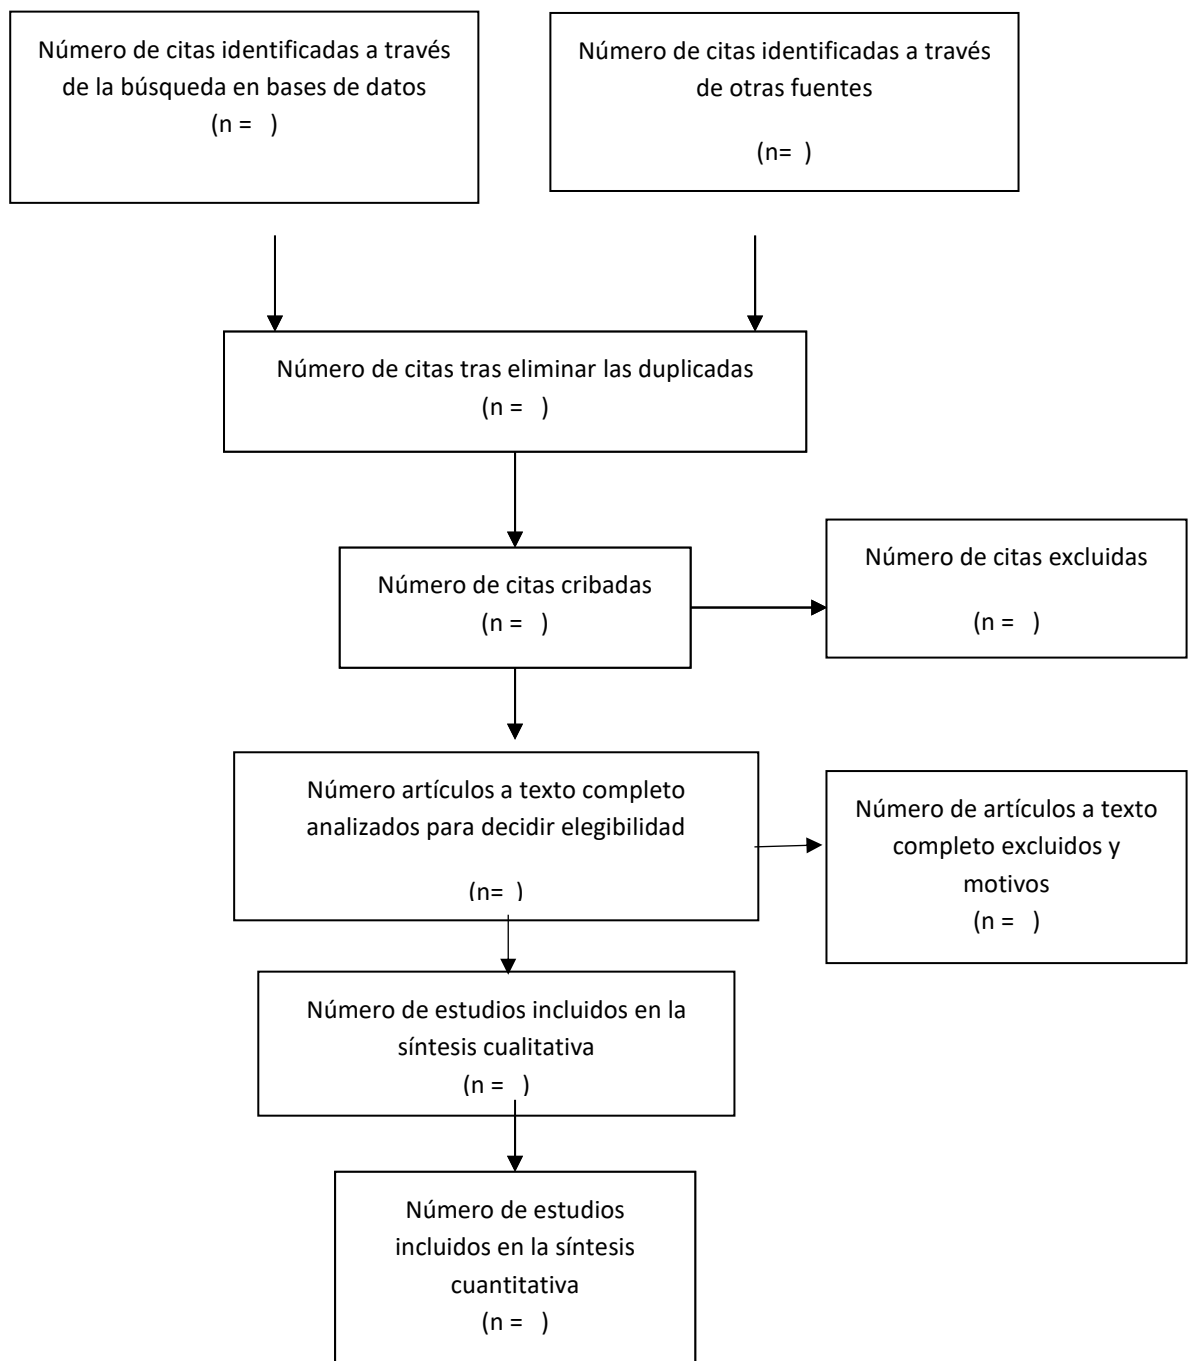 Número de citas identificadas a través
de la búsqueda en bases de datos
(n =   )
Número de citas identificadas a través
de otras fuentes
(n=  )
Número de citas tras eliminar las duplicadas
(n =   )
Número de citas cribadas
(n =   )
Número de citas excluidas
(n =   )
Número artículos a texto completo
analizados para decidir elegibilidad
(n=  )
Número de artículos a texto
completo excluidos y
motivos
(n =   )
Número de estudios incluidos en la
síntesis cualitativa
(n =   )
Número de estudios
incluidos en la síntesis
cuantitativa
(n =   )